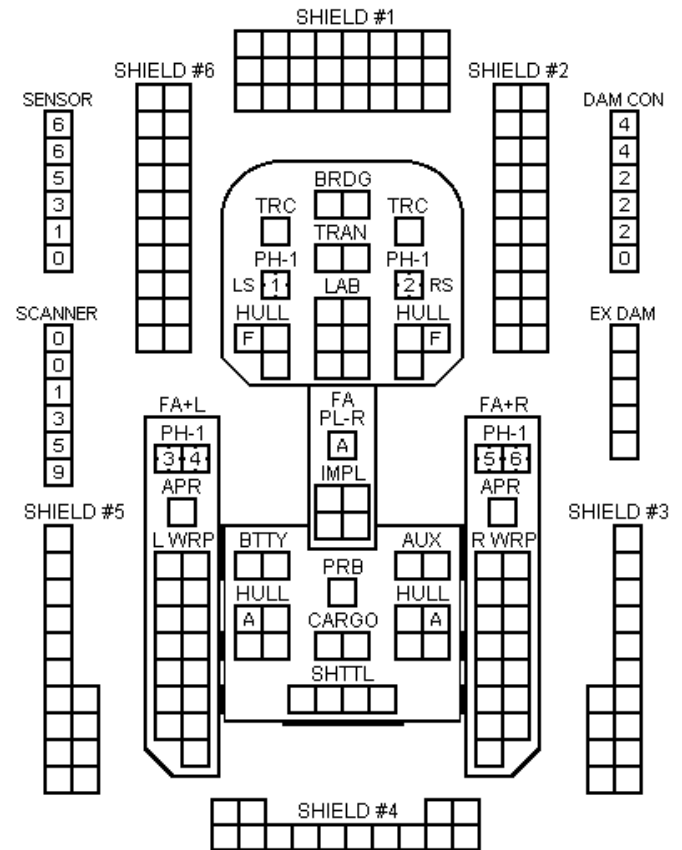 SHIELD #1
SHIELD #6
SHIELD #2
SENSOR
6
6
5
3
1
0
DAM CON
4
4
2
2
2
0
BRDG
TRC
TRC
TRAN
PH-1
PH-1
LS 1
2 RS
LAB
HULL
HULL
F
F
SCANNER
0
0
1
3
5
9
EX DAM
FA+L
FA
FA+R
PL-R
PH-1
PH-1
A
3 4
5 6
IMPL
APR
APR
SHIELD #5
SHIELD #3
L WRP
BTTY
AUX
R WRP
PRB
HULL
HULL
A
A
CARGO
SHTTL
SHIELD #4